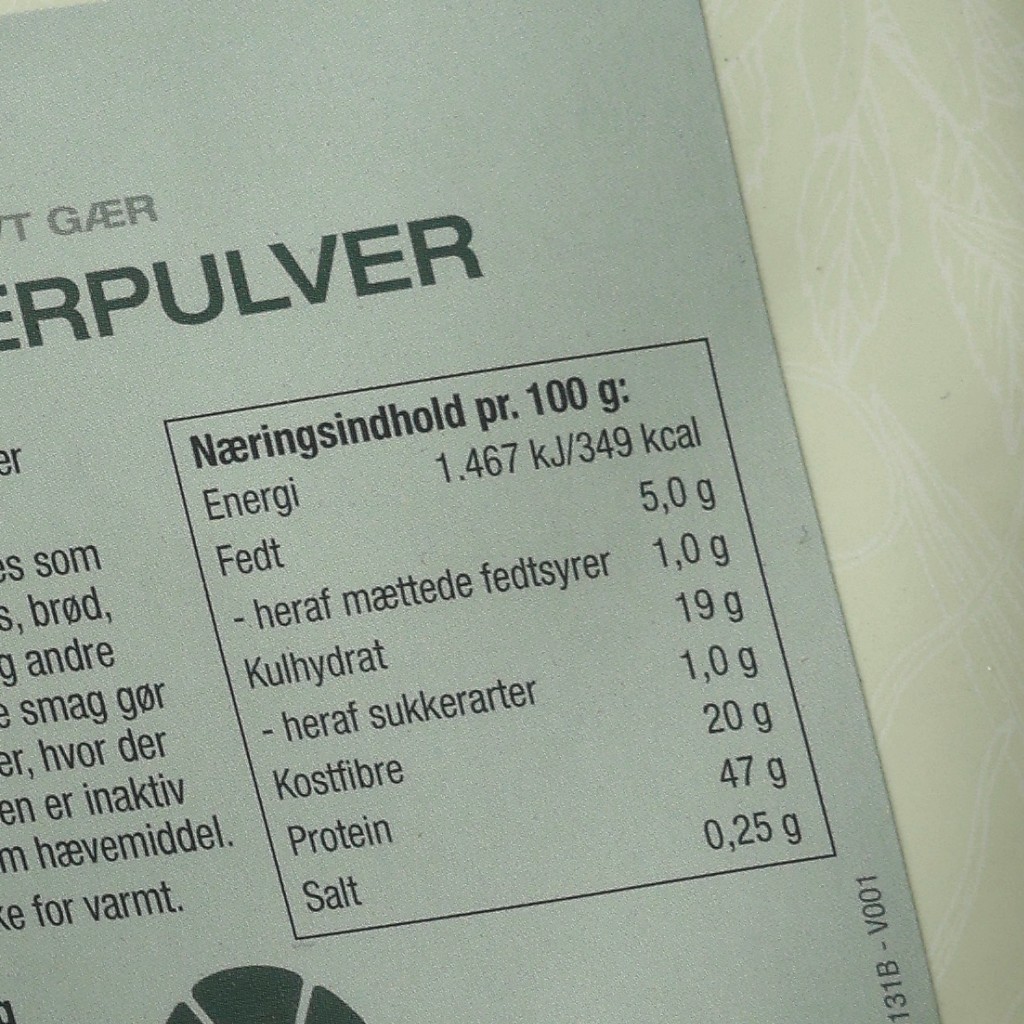 GÆR
ERPULVER
er
es som
s, brød,
g andre
e smag gør
er, hvor der
en er inaktiv
m hævemiddel.
ke for varmt.
Næringsindhold pr. 100 g:
Energi 1.467 kJ/349 kcal
Fedt 5,0 g
- heraf mættede fedtsyrer 1,0 g
Kulhydrat 19 g
- heraf sukkerarter 1,0 g
Kostfibre 20 g
Protein 47 g
Salt 0,25 g
131B - V001